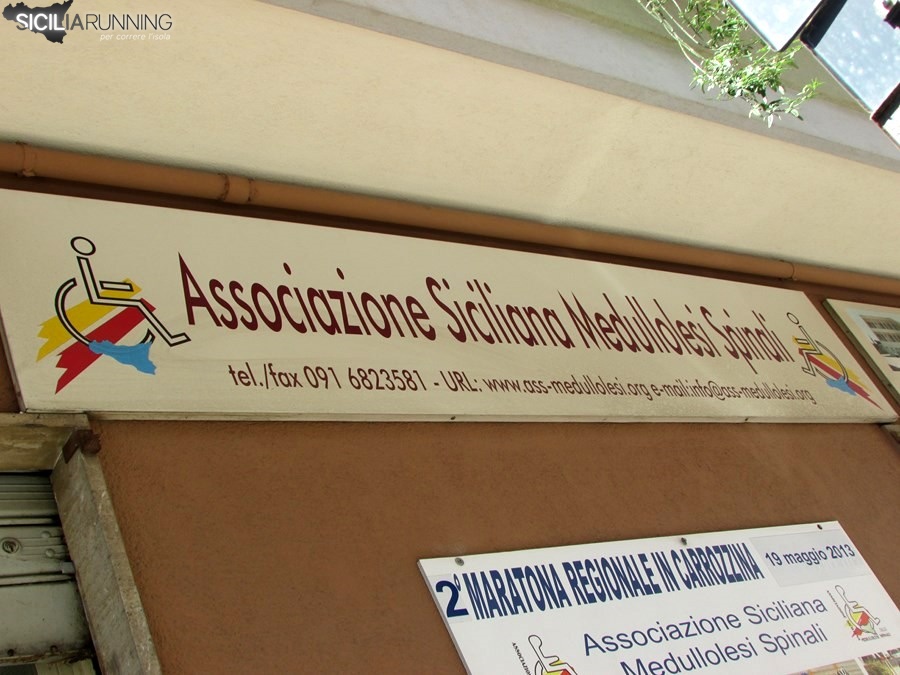 SICILIARUNNING
per correre l'isola
Associazione Siciliana Medullolesi Spinali
tel./fax 091 6823581 - URL: www.ass-medullolesi.org e-mail:info@ass-medullolesi.org
2° MARATONA REGIONALE IN CARROZZINA 19 maggio 2013
Associazione Siciliana
Medullolesi Spinali